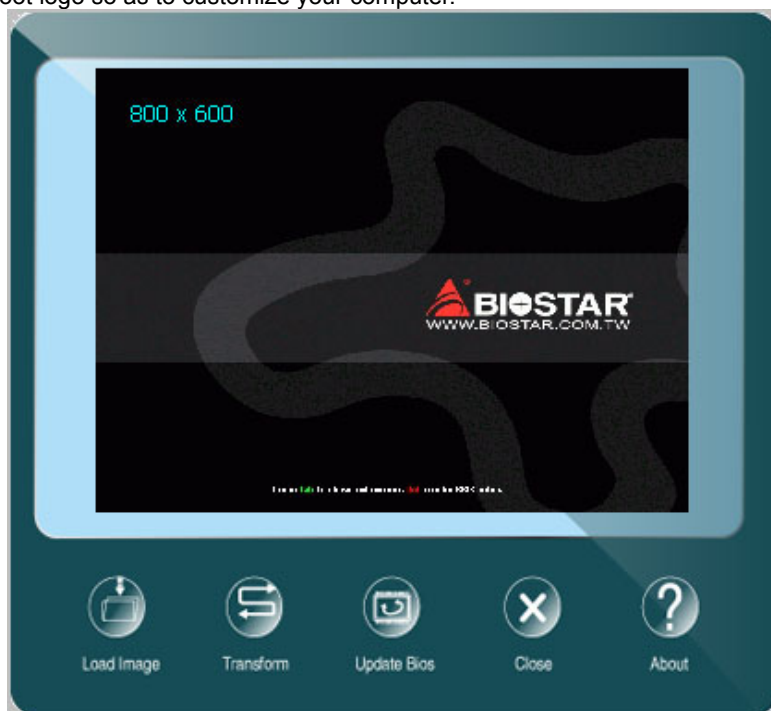 logo so as to customize your computer.
800 x 600
BIOSTAR
WWW.BIOSTAR.COM.TW
Load Image
Transform
Update Bios
Close
About